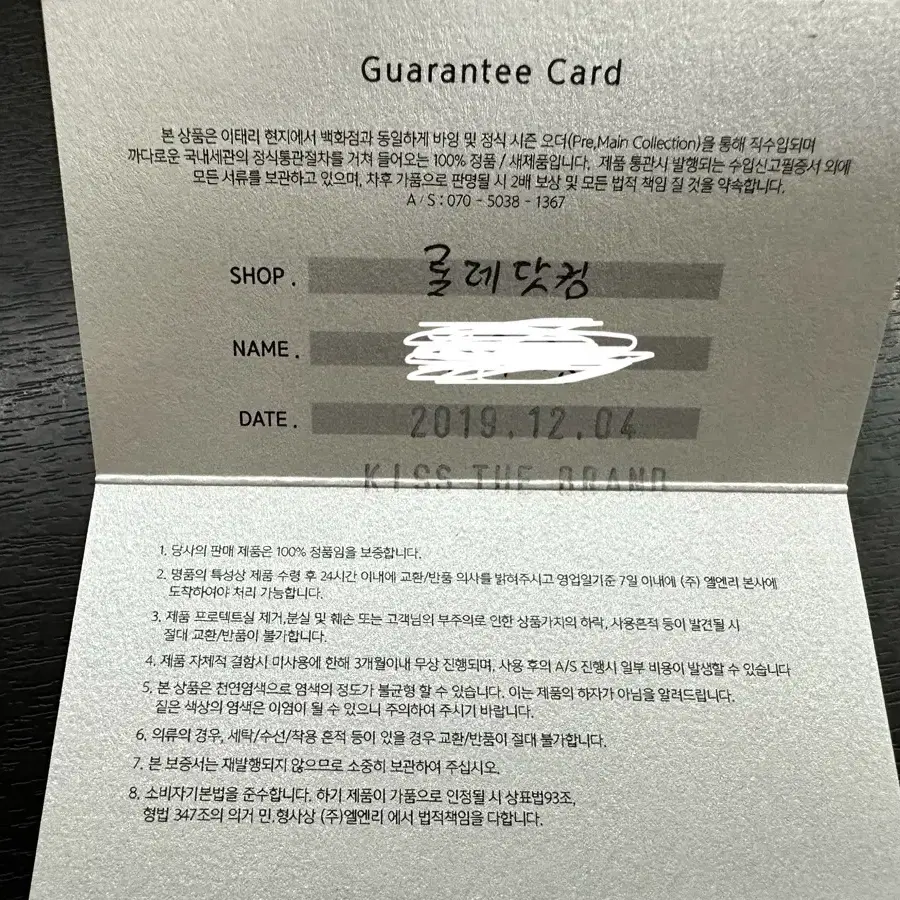 Guarantee Card
본 상품은 이태리 현지에서 백화점과 동일하게 바잉 및 정식 시즌 오더(Pre,Main Collection)을 통해 직수입되며
까다로운 국내세관의 정식통관절차를 거쳐 들어오는 100% 정품 / 새제품입니다. 제품 통관시 발행되는 수입신고필증서 외에
모든 서류를 보관하고 있으며, 차후 가품으로 판명될 시 2배 보상 및 모든 법적 책임 질 것을 약속합니다.
A / S : 070 - 5038 - 1367
SHOP . 룰레닷컴
NAME .
DATE . 2019.12.04
KISS THE BRAND
1. 당사의 판매 제품은 100% 정품임을 보증합니다.
2. 명품의 특성상 제품 수령 후 24시간 이내에 교환/반품 의사를 밝혀주시고 영업일기준 7일 이내에 (주) 엘엔리 본사에
도착하여야 처리 가능합니다.
3. 제품 프로텍트실 제거,분실 및 훼손 또는 고객님의 부주의로 인한 상품가치의 하락, 사용흔적 등이 발견될 시
절대 교환/반품이 불가합니다.
4. 제품 자체적 결함시 미사용에 한해 3개월이내 무상 진행되며, 사용 후의 A/S 진행시 일부 비용이 발생할 수 있습니다
5. 본 상품은 천연염색으로 염색의 정도가 불균형 할 수 있습니다. 이는 제품의 하자가 아님을 알려드립니다.
짙은 색상의 염색은 이염이 될 수 있으니 주의하여 주시기 바랍니다.
6. 의류의 경우, 세탁/수선/착용 흔적 등이 있을 경우 교환/반품이 절대 불가합니다.
7. 본 보증서는 재발행되지 않으므로 소중히 보관하여 주십시오.
8. 소비자기본법을 준수합니다. 하기 제품이 가품으로 인정될 시 상표법93조,
형법 347조의 의거 민.형사상 (주)엘엔리 에서 법적책임을 다합니다.